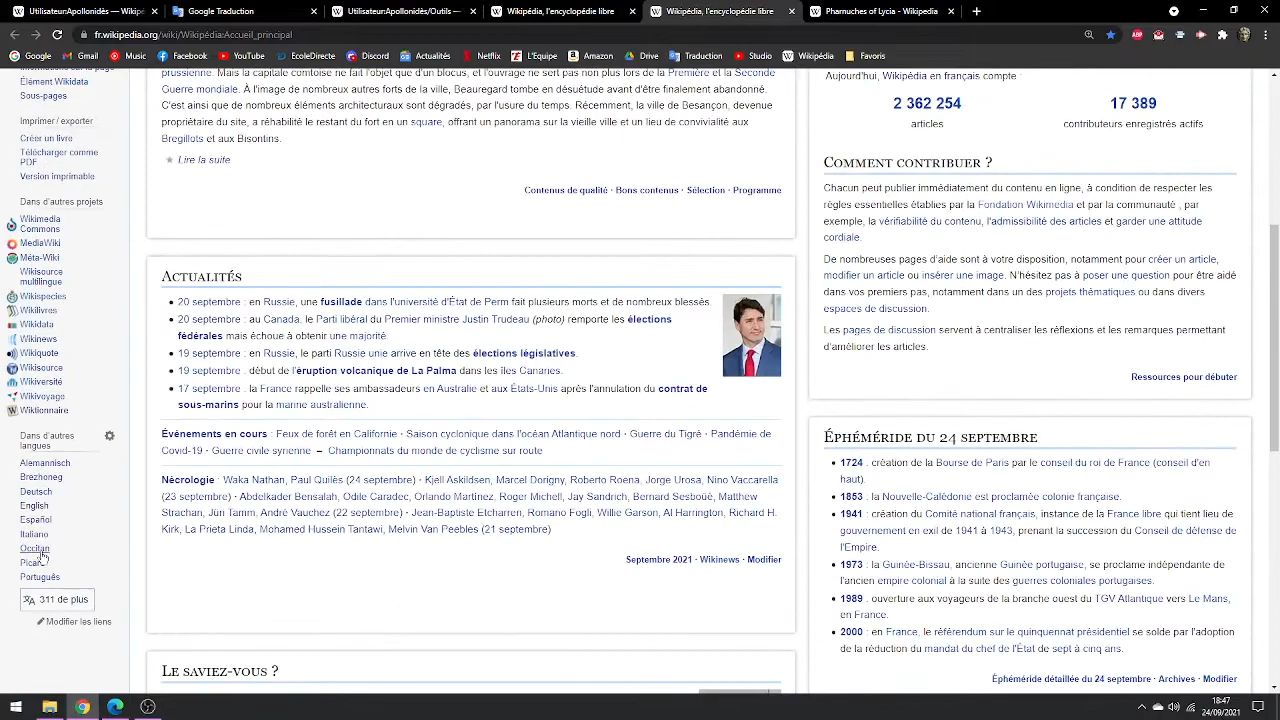 UtilisateurApollonidès — Wikipé
Google Traduction
UtilisateurApollonidès/Outils –
Wikipédia, l'encyclopédie libre
Wikipédia, l'encyclopédie libre
Pharnuches of Lycia - Wikipedia
fr.wikipedia.org/wiki/Wikipédia:Accueil_principal
Google
Gmail
Music
Facebook
YouTube
EcoleDirecte
Discord
Actualités
Netflix
L'Equipe
Amazon
Drive
Traduction
Studio
Wikipédia
Favoris
Élément Wikidata
Sous-pages
Imprimer / exporter
Créer un livre
Télécharger comme
PDF
Version imprimable
Dans d'autres projets
Wikimedia
Commons
MediaWiki
Méta-Wiki
Wikisource
multilingue
Wikispecies
Wikilivres
Wikidata
Wikinews
Wikiquote
Wikisource
Wikiversité
Wikivoyage
Wiktionnaire
Dans d'autres
langues
Alemannisch
Brezhoneg
Deutsch
English
Español
Italiano
Occitan
Picard
Português
311 de plus
Modifier les liens
prussienne. Mais la capitale comtoise ne fait l'objet que d'un blocus, et l'ouvrage ne sert pas non plus lors de la Première et la Seconde
Guerre mondiale. À l'image de nombreux autres forts de la ville, Beauregard tombe en désuétude avant d'être finalement abandonné.
C'est ainsi que de nombreux éléments architecturaux sont dégradés, par l'usure du temps. Récemment, la ville de Besançon, devenue
propriétaire du site, a réhabilité le restant du fort en un square, offrant un panorama sur la vieille ville et un lieu de convivialité aux
Bregillots et aux Bisontins.
Lire la suite
Contenus de qualité · Bons contenus · Sélection · Programme
Actualités
20 septembre : en Russie, une fusillade dans l'université d'État de Perm fait plusieurs morts et de nombreux blessés.
20 septembre : au Canada, le Parti libéral du Premier ministre Justin Trudeau (photo) remporte les élections
fédérales mais échoue à obtenir une majorité.
19 septembre : en Russie, le parti Russie unie arrive en tête des élections législatives.
19 septembre : début de l'éruption volcanique de La Palma dans les îles Canaries.
17 septembre : la France rappelle ses ambassadeurs en Australie et aux États-Unis après l'annulation du contrat de
sous-marins pour la marine australienne.
Événements en cours : Feux de forêt en Californie · Saison cyclonique dans l'océan Atlantique nord · Guerre du Tigré · Pandémie de
Covid-19 · Guerre civile syrienne – Championnats du monde de cyclisme sur route
Nécrologie : Waka Nathan, Paul Quilès (24 septembre) · Kjell Askildsen, Marcel Dorigny, Roberto Roena, Jorge Urosa, Nino Vaccarella
(23 septembre) · Abdelkader Bensalah, Odile Caradec, Orlando Martínez, Roger Michell, Jay Sandrich, Bernard Sesboüé, Matthew
Strachan, Jün Tamm, André Vauchez (22 septembre) · Jean-Baptiste Etcharren, Romano Fogli, Willie Garson, Al Harrington, Richard H.
Kirk, La Prieta Linda, Mohamed Hussein Tantawi, Melvin Van Peebles (21 septembre)
Septembre 2021 · Wikinews · Modifier
Le saviez-vous ?
Aujourd'hui, Wikipédia en français compte :
2 362 254
17 389
articles
contributeurs enregistrés actifs
Comment contribuer ?
Chacun peut publier immédiatement du contenu en ligne, à condition de respecter les
règles essentielles établies par la Fondation Wikimedia et par la communauté , par
exemple, la vérifiabilité du contenu, l'admissibilité des articles et garder une attitude
cordiale.
De nombreuses pages d'aide sont à votre disposition, notamment pour créer un article,
modifier un article ou insérer une image. N'hésitez pas à poser une question pour être aidé
dans vos premiers pas, notamment dans un des projets thématiques ou dans divers
espaces de discussion.
Les pages de discussion servent à centraliser les réflexions et les remarques permettant
d'améliorer les articles.
Ressources pour débuter
Éphéméride du 24 septembre
1724 : création de la Bourse de Paris par le conseil du roi de France (conseil d'en
haut).
1853 : la Nouvelle-Calédonie est proclamée colonie française.
1941 : création du Comité national français, instance de la France libre qui tient lieu de
gouvernement en exil de 1941 à 1943, prenant la succession du Conseil de défense de
l'Empire.
1973 : la Guinée-Bissau, ancienne Guinée portugaise, se proclame indépendante de
l'ancien empire colonial à la suite des guerres coloniales portugaises.
1989 : ouverture aux voyageurs de la branche ouest du TGV Atlantique vers Le Mans,
en France.
2000 : en France, le référendum sur le quinquennat présidentiel se solde par l'adoption
de la réduction du mandat du chef de l'État de sept à cinq ans.
Éphéméride détaillée du 24 septembre · Archives · Modifier
18:47
24/09/2021